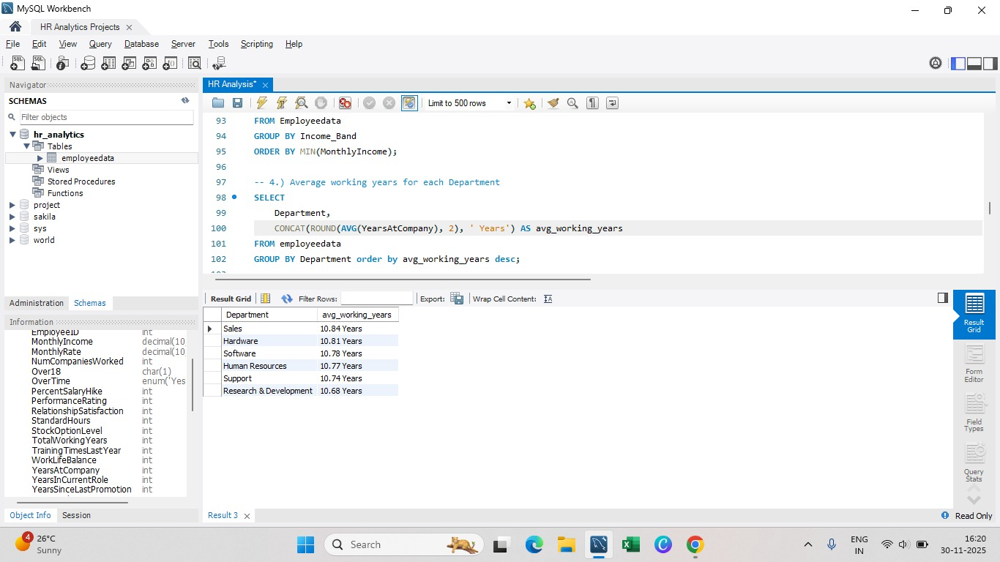 MySQL Workbench
HR Analytics Projects
File Edit View Query Database Server Tools Scripting Help
Navigator
SCHEMAS
Filter objects
hr_analytics
Tables
employeedata
Views
Stored Procedures
Functions
project
sakila
sys
world
Administration Schemas
Information
EmployeeID int
MonthlyIncome decimal(10,
MonthlyRate decimal(10,
NumCompaniesWorked int
Over18 char(1)
OverTime enum('Yes
PercentSalaryHike int
PerformanceRating int
RelationshipSatisfaction int
StandardHours int
StockOptionLevel int
TotalWorkingYears int
TrainingTimesLastYear int
WorkLifeBalance int
YearsAtCompany int
YearsInCurrentRole int
YearsSinceLastPromotion int
Object Info Session
HR Analysis*
Limit to 500 rows
93 FROM Employeedata
94 GROUP BY Income_Band
95 ORDER BY MIN(MonthlyIncome);
96
97 -- 4.) Average working years for each Department
98 SELECT
99 Department,
100 CONCAT(ROUND(AVG(YearsAtCompany), 2), ' Years') AS avg_working_years
101 FROM employeedata
102 GROUP BY Department order by avg_working_years desc;
Result Grid Filter Rows: Export: Wrap Cell Content:
Department avg_working_years
Sales 10.84 Years
Hardware 10.81 Years
Software 10.78 Years
Human Resources 10.77 Years
Support 10.74 Years
Research & Development 10.68 Years
Result
Grid
Form
Editor
Field
Types
Query
Stats
Result 3
Read Only
4
26°C
Sunny
Search
ENG
IN
16:20
30-11-2025